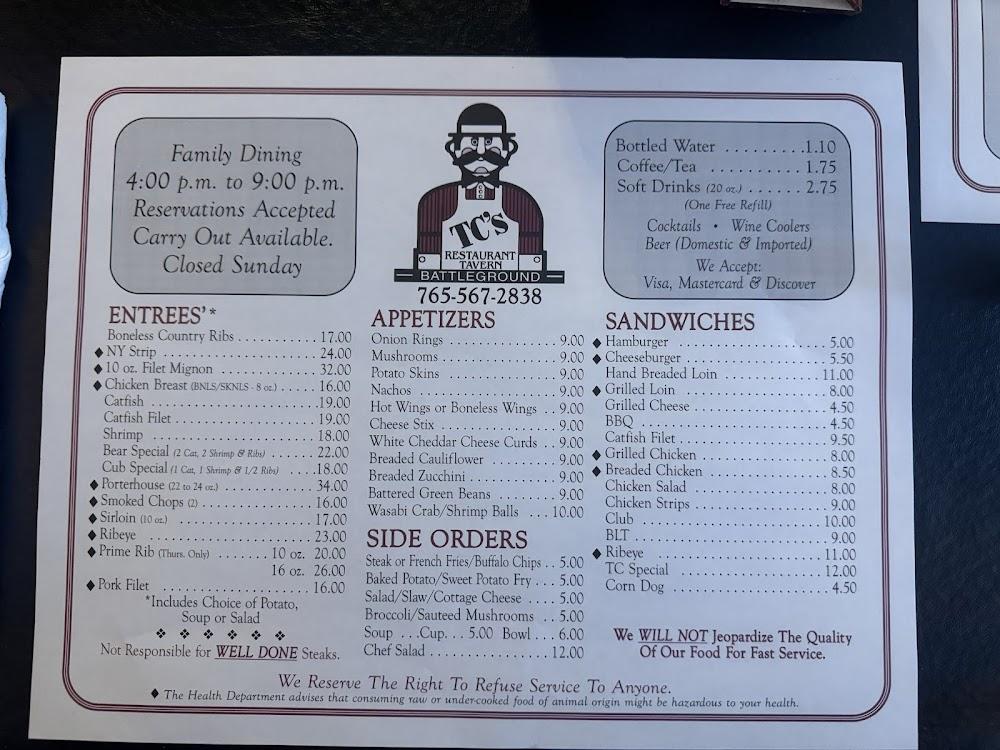 Family Dining
4:00 p.m. to 9:00 p.m.
Reservations Accepted
Carry Out Available.
Closed Sunday
TC's
RESTAURANT
TAVERN
BATTLEGROUND
765-567-2838
Bottled Water .........1.10
Coffee/Tea .......... 1.75
Soft Drinks (20 oz.) ...... 2.75
(One Free Refill)
Cocktails • Wine Coolers
Beer (Domestic & Imported)
We Accept:
Visa, Mastercard & Discover
ENTREES'*
Boneless Country Ribs ............17.00
♦ NY Strip ...................... 24.00
♦ 10 oz. Filet Mignon ............... 32.00
♦ Chicken Breast (BNLS/SKNLS - 8 oz.) ..... 16.00
Catfish .........................19.00
Catfish Filet ..................... 19.00
Shrimp ......................... 18.00
Bear Special (2 Cat, 2 Shrimp & Ribs) ....... 22.00
Cub Special (1 Cat, 1 Shrimp & 1/2 Ribs) ....18.00
♦ Porterhouse (22 to 24 oz.) ............. 34.00
♦ Smoked Chops (2) ................ 16.00
♦ Sirloin (10 oz.) .................... 17.00
♦ Ribeye ......................... 23.00
♦ Prime Rib (Thurs. Only) ....... 10 oz. 20.00
16 oz. 26.00
♦ Pork Filet ...................... 16.00
*Includes Choice of Potato,
Soup or Salad
❖ ❖ ❖ ❖ ❖ ❖
Not Responsible for WELL DONE Steaks.
APPETIZERS
Onion Rings .............. 9.00
Mushrooms ............... 9.00
Potato Skins .............. 9.00
Nachos .................. 9.00
Hot Wings or Boneless Wings .. 9.00
Cheese Stix ............... 9.00
White Cheddar Cheese Curds .. 9.00
Breaded Cauliflower ......... 9.00
Breaded Zucchini ........... 9.00
Battered Green Beans ........ 9.00
Wasabi Crab/Shrimp Balls ... 10.00
SIDE ORDERS
Steak or French Fries/Buffalo Chips .. 5.00
Baked Potato/Sweet Potato Fry ... 5.00
Salad/Slaw/Cottage Cheese .... 5.00
Broccoli/Sauteed Mushrooms .. 5.00
Soup ...Cup... 5.00 Bowl... 6.00
Chef Salad ................ 12.00
SANDWICHES
♦ Hamburger .................... 5.00
♦ Cheeseburger ................... 5.50
Hand Breaded Loin .............11.00
♦ Grilled Loin .................... 8.00
Grilled Cheese .................. 4.50
BBQ .......................... 4.50
Catfish Filet .................... 9.50
♦ Grilled Chicken ................. 8.00
♦ Breaded Chicken ................ 8.50
Chicken Salad .................. 8.00
Chicken Strips .................. 9.00
Club ......................... 10.00
BLT ........................... 9.00
♦ Ribeye ........................ 11.00
TC Special ..................... 12.00
Corn Dog ...................... 4.50
We WILL NOT Jeopardize The Quality
Of Our Food For Fast Service.
We Reserve The Right To Refuse Service To Anyone.
♦ The Health Department advises that consuming raw or under-cooked food of animal origin might be hazardous to your health.